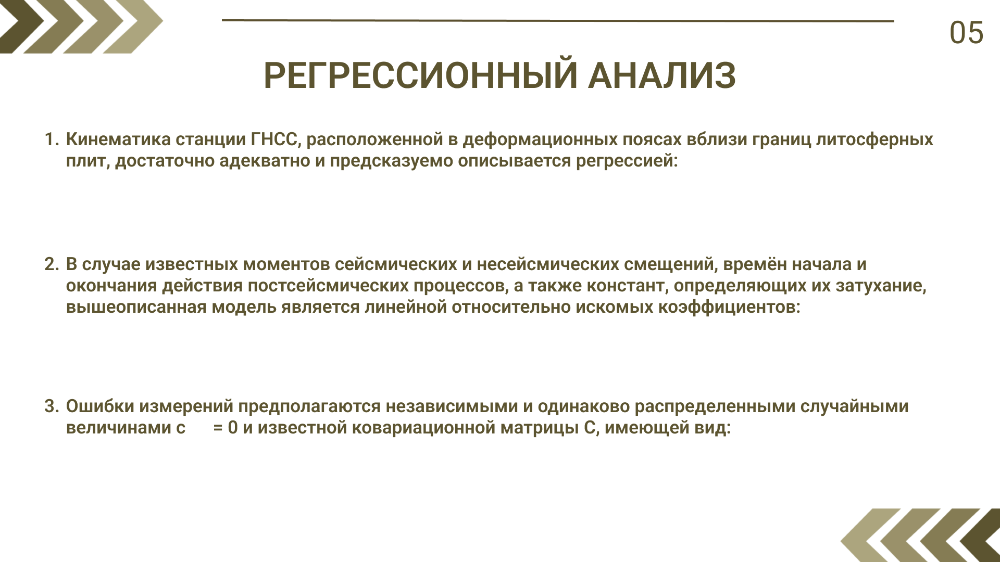 05
РЕГРЕССИОННЫЙ АНАЛИЗ
1. Кинематика станции ГНСС, расположенной в деформационных поясах вблизи границ литосферных
плит, достаточно адекватно и предсказуемо описывается регрессией:
2. В случае известных моментов сейсмических и несейсмических смещений, времён начала и
окончания действия постсейсмических процессов, а также констант, определяющих их затухание,
вышеописанная модель является линейной относительно искомых коэффициентов:
3. Ошибки измерений предполагаются независимыми и одинаково распределенными случайными
величинами с = 0 и известной ковариационной матрицы С, имеющей вид: